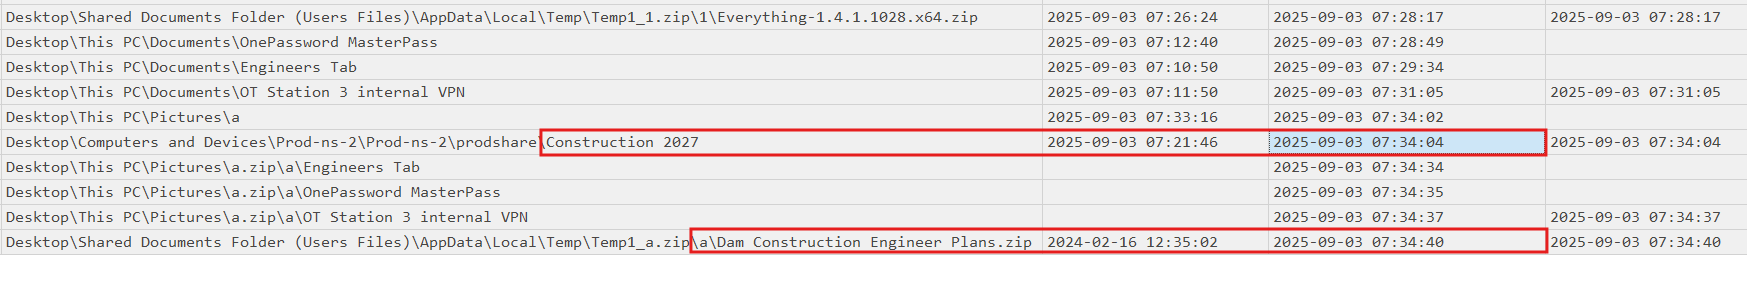 Desktop\Shared Documents Folder (Users Files)\AppData\Local\Temp\Temp1_1.zip\1\Everything-1.4.1.1028.x64.zip 2025-09-03 07:26:24 2025-09-03 07:28:17 2025-09-03 07:28:17
Desktop\This PC\Documents\OnePassword MasterPass 2025-09-03 07:12:40 2025-09-03 07:28:49
Desktop\This PC\Documents\Engineers Tab 2025-09-03 07:10:50 2025-09-03 07:29:34
Desktop\This PC\Documents\OT Station 3 internal VPN 2025-09-03 07:11:50 2025-09-03 07:31:05 2025-09-03 07:31:05
Desktop\This PC\Pictures\a 2025-09-03 07:33:16 2025-09-03 07:34:02
Desktop\Computers and Devices\Prod-ns-2\Prod-ns-2\prodshare\Construction 2027 2025-09-03 07:21:46 2025-09-03 07:34:04 2025-09-03 07:34:04
Desktop\This PC\Pictures\a.zip\a\Engineers Tab 2025-09-03 07:34:34
Desktop\This PC\Pictures\a.zip\a\OnePassword MasterPass 2025-09-03 07:34:35
Desktop\This PC\Pictures\a.zip\a\OT Station 3 internal VPN 2025-09-03 07:34:37 2025-09-03 07:34:37
Desktop\Shared Documents Folder (Users Files)\AppData\Local\Temp\Temp1_a.zip\a\Dam Construction Engineer Plans.zip 2024-02-16 12:35:02 2025-09-03 07:34:40 2025-09-03 07:34:40